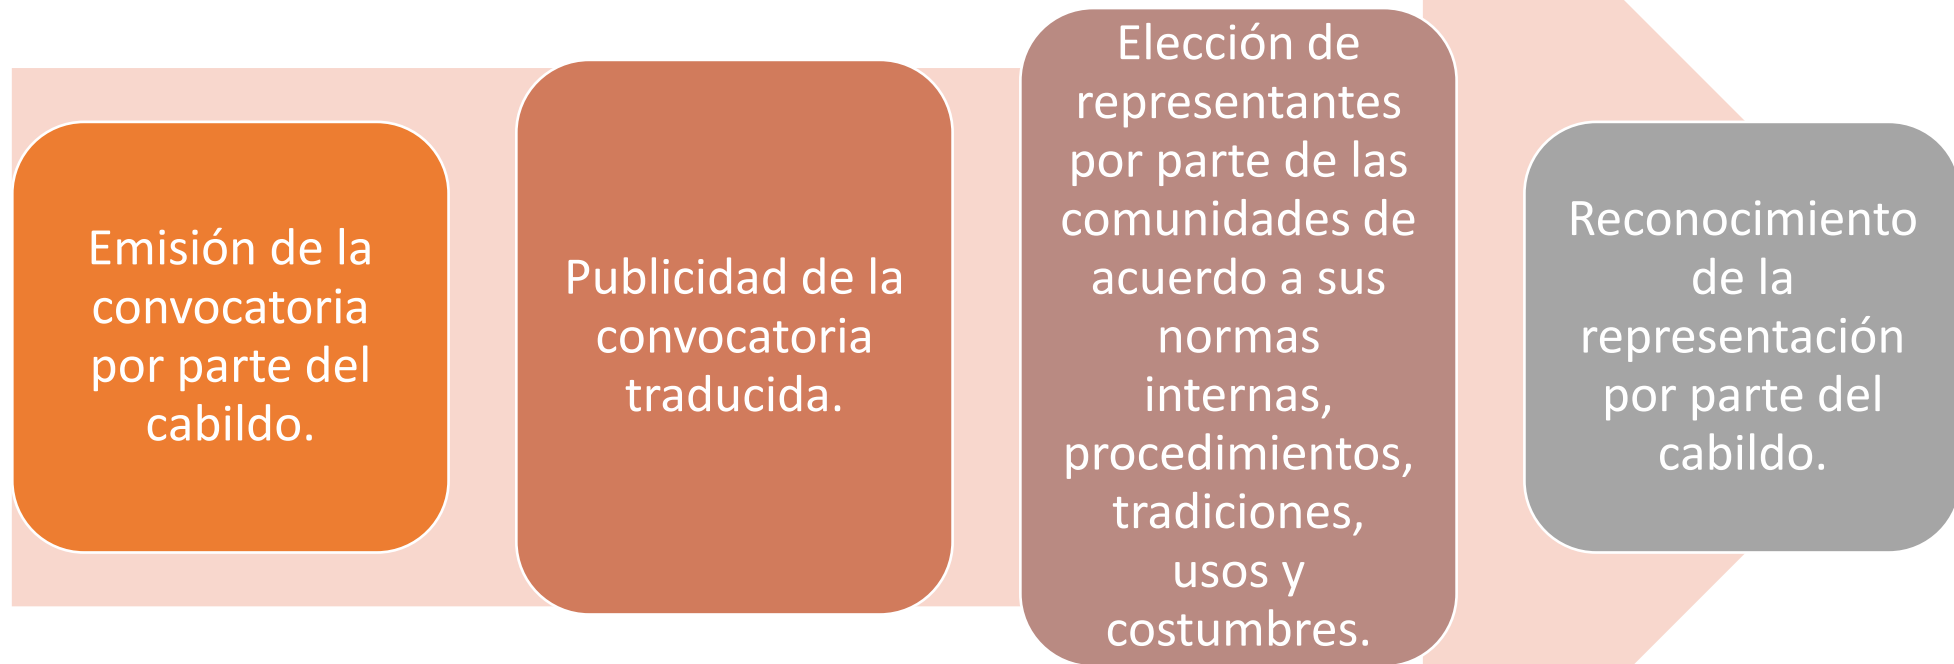 Emisión de la
convocatoria
por parte del
cabildo.
Publicidad de la
convocatoria
traducida.
Elección de
representantes
por parte de las
comunidades de
acuerdo a sus
normas
internas,
procedimientos,
tradiciones,
usos y
costumbres.
Reconocimiento
de la
representación
por parte del
cabildo.